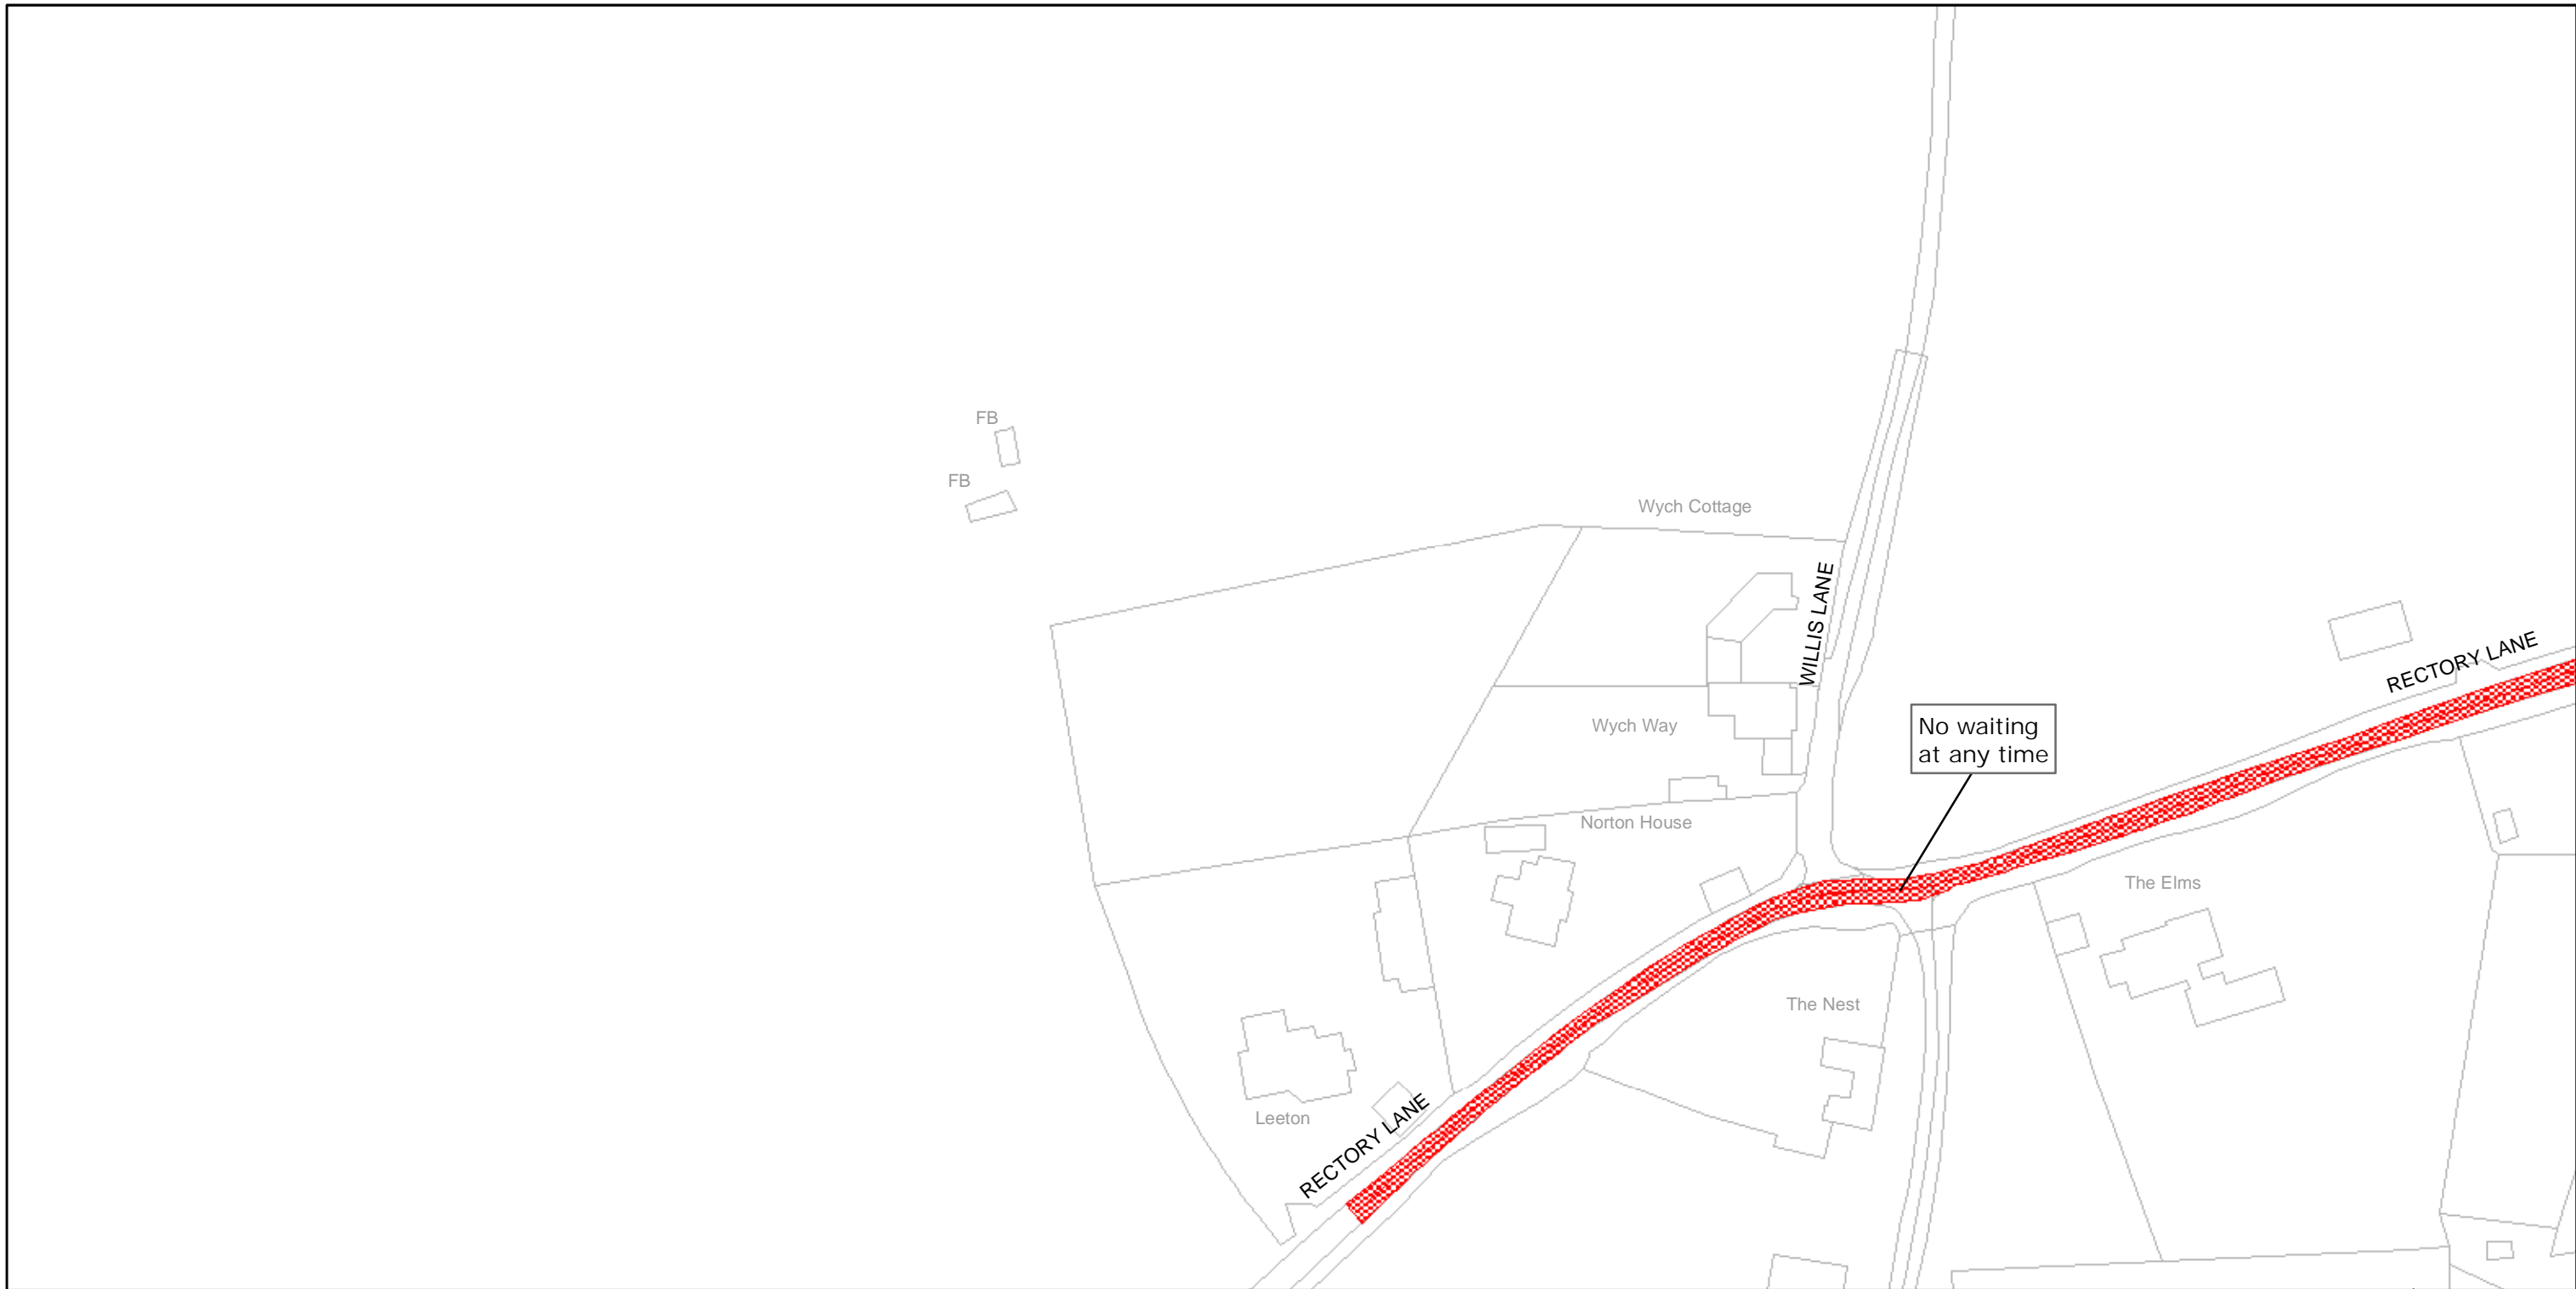 FB
FB
Wych Cottage
WILLIS LANE
RECTORY LANE
Wych Way
No waiting
at any time
Norton House
The Elms
The Nest
Leeton
RECTORY LANE